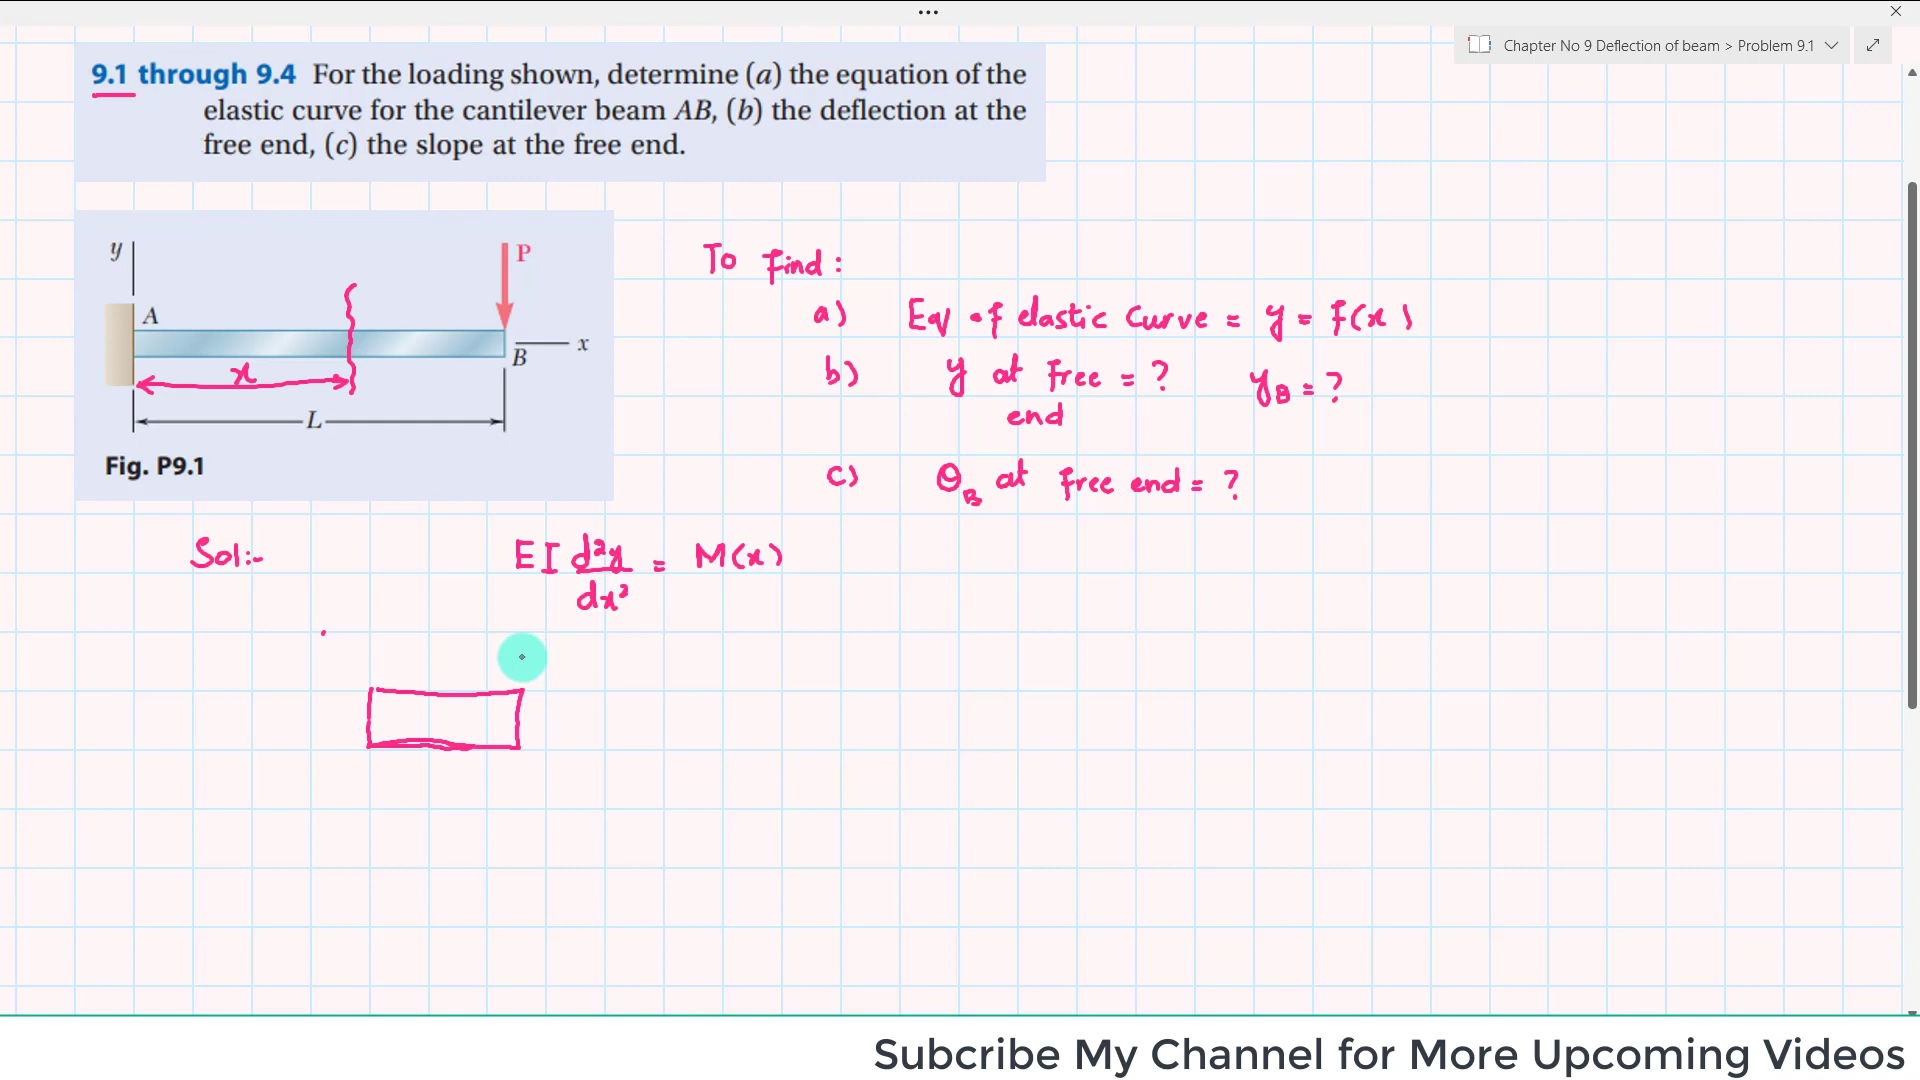 Chapter No 9 Deflection of beam > Problem 9.1
9.1 through 9.4 For the loading shown, determine (a) the equation of the
elastic curve for the cantilever beam AB, (b) the deflection at the
free end, (c) the slope at the free end.
y
P
A
B
x
x
L
Fig. P9.1
To find :
a) Eq of elastic curve = y = f(x)
b) y at free end = ? y_B = ?
c) θ_B at free end = ?
Sol:-
EI d²y/dx² = M(x)
Subcribe My Channel for More Upcoming Videos